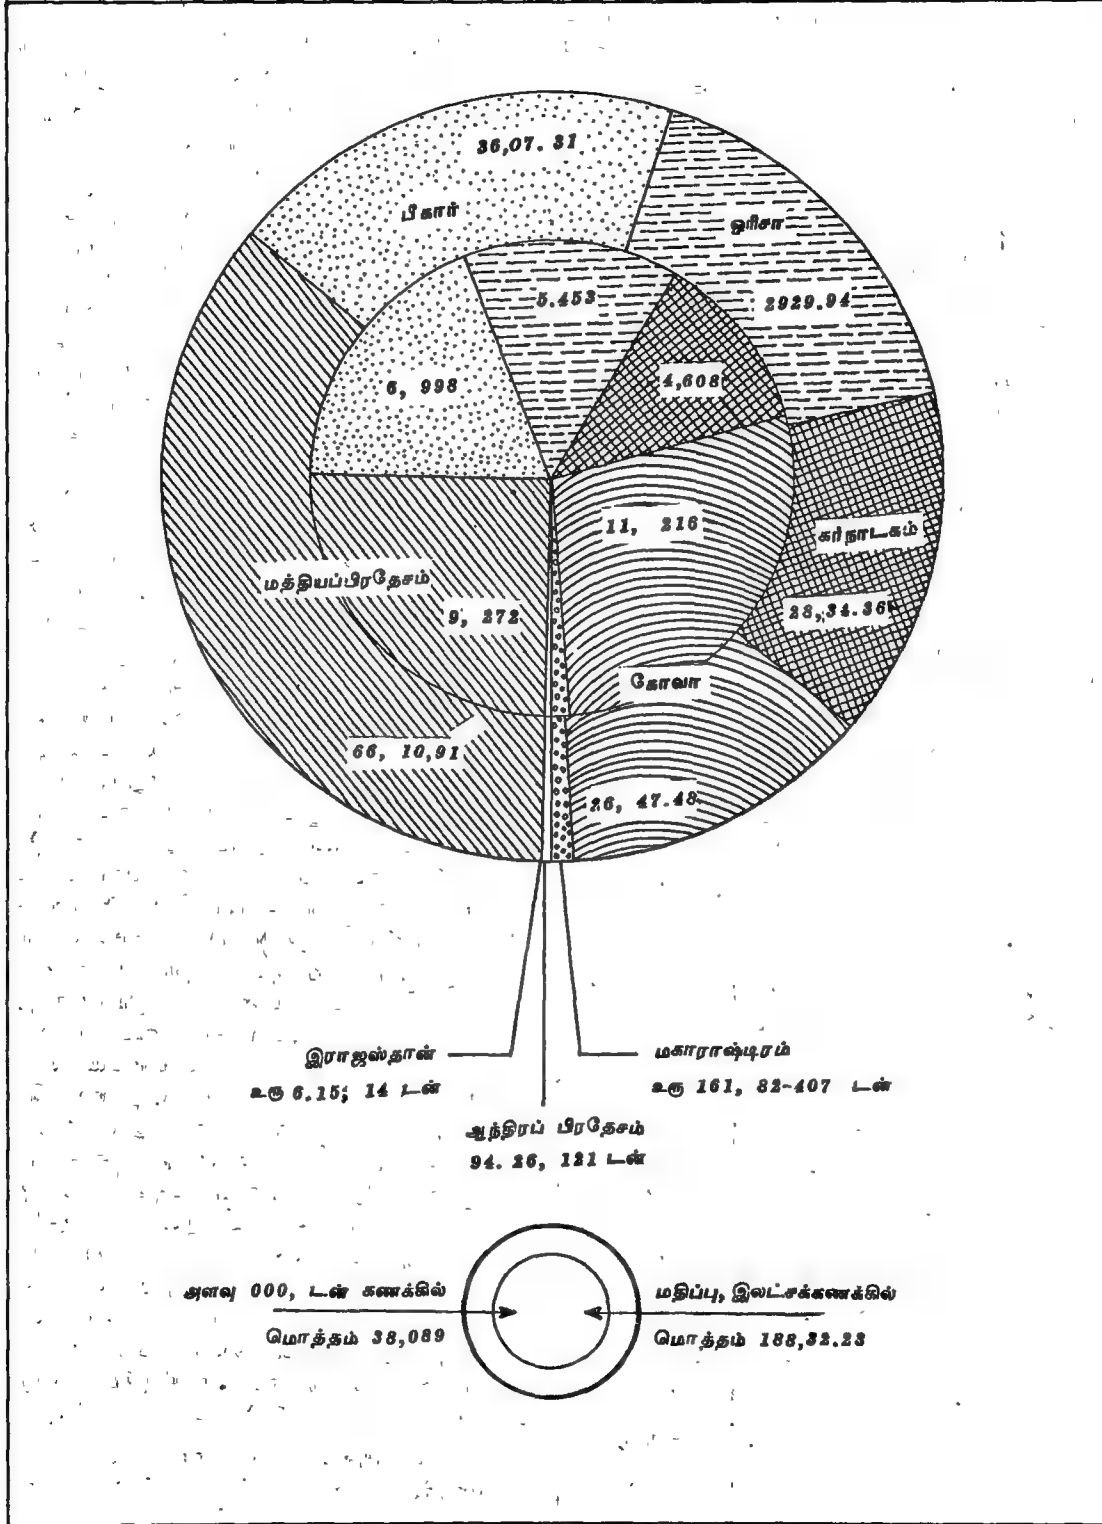 36,07.31
பீகார்
ஒரிசா
2929.94
5.453
4,608
6, 998
11, 216
கர்நாடகம்
28, 34.36
மத்தியப்பிரதேசம்
9, 272
கோவா
66, 10,91
26, 47.48
இராஜஸ்தான்
உரு 6.15; 14 டன்
மகாராஷ்டிரம்
உரு 161, 82-407 டன்
ஆந்திரப் பிரதேசம்
94. 26, 121 டன்
அளவு 000, டன் கணக்கில்
மொத்தம் 38,089
மதிப்பு, இலட்சக்கணக்கில்
மொத்தம் 188,32.23